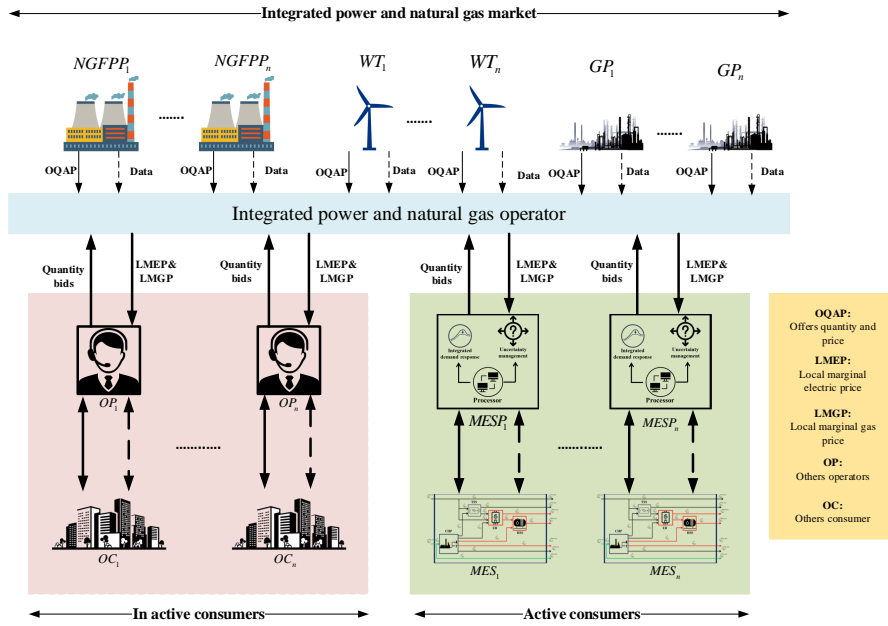 Integrated power and natural gas market
NGFPP1 NGFPPn WT1 WTn GP1 GPn
........ ....... .......
OQAP Data OQAP Data OQAP Data OQAP Data OQAP Data OQAP Data
Integrated power and natural gas operator
Quantity bids
LMEP& LMGP
Quantity bids
LMEP& LMGP
Quantity bids
LMEP& LMGP
Quantity bids
LMEP& LMGP
OP1
OPn
OC1
OCn
Integrated demand response
Uncertainty management
Processor
MESP1
Integrated demand response
Uncertainty management
Processor
MESPn
CHP
MES1
CHP
MESn
In active consumers
Active consumers
OQAP:
Offers quantity and
price
LMEP:
Local marginal
electric price
LMGP:
Local marginal gas
price
OP:
Others operators
OC:
Others consumer